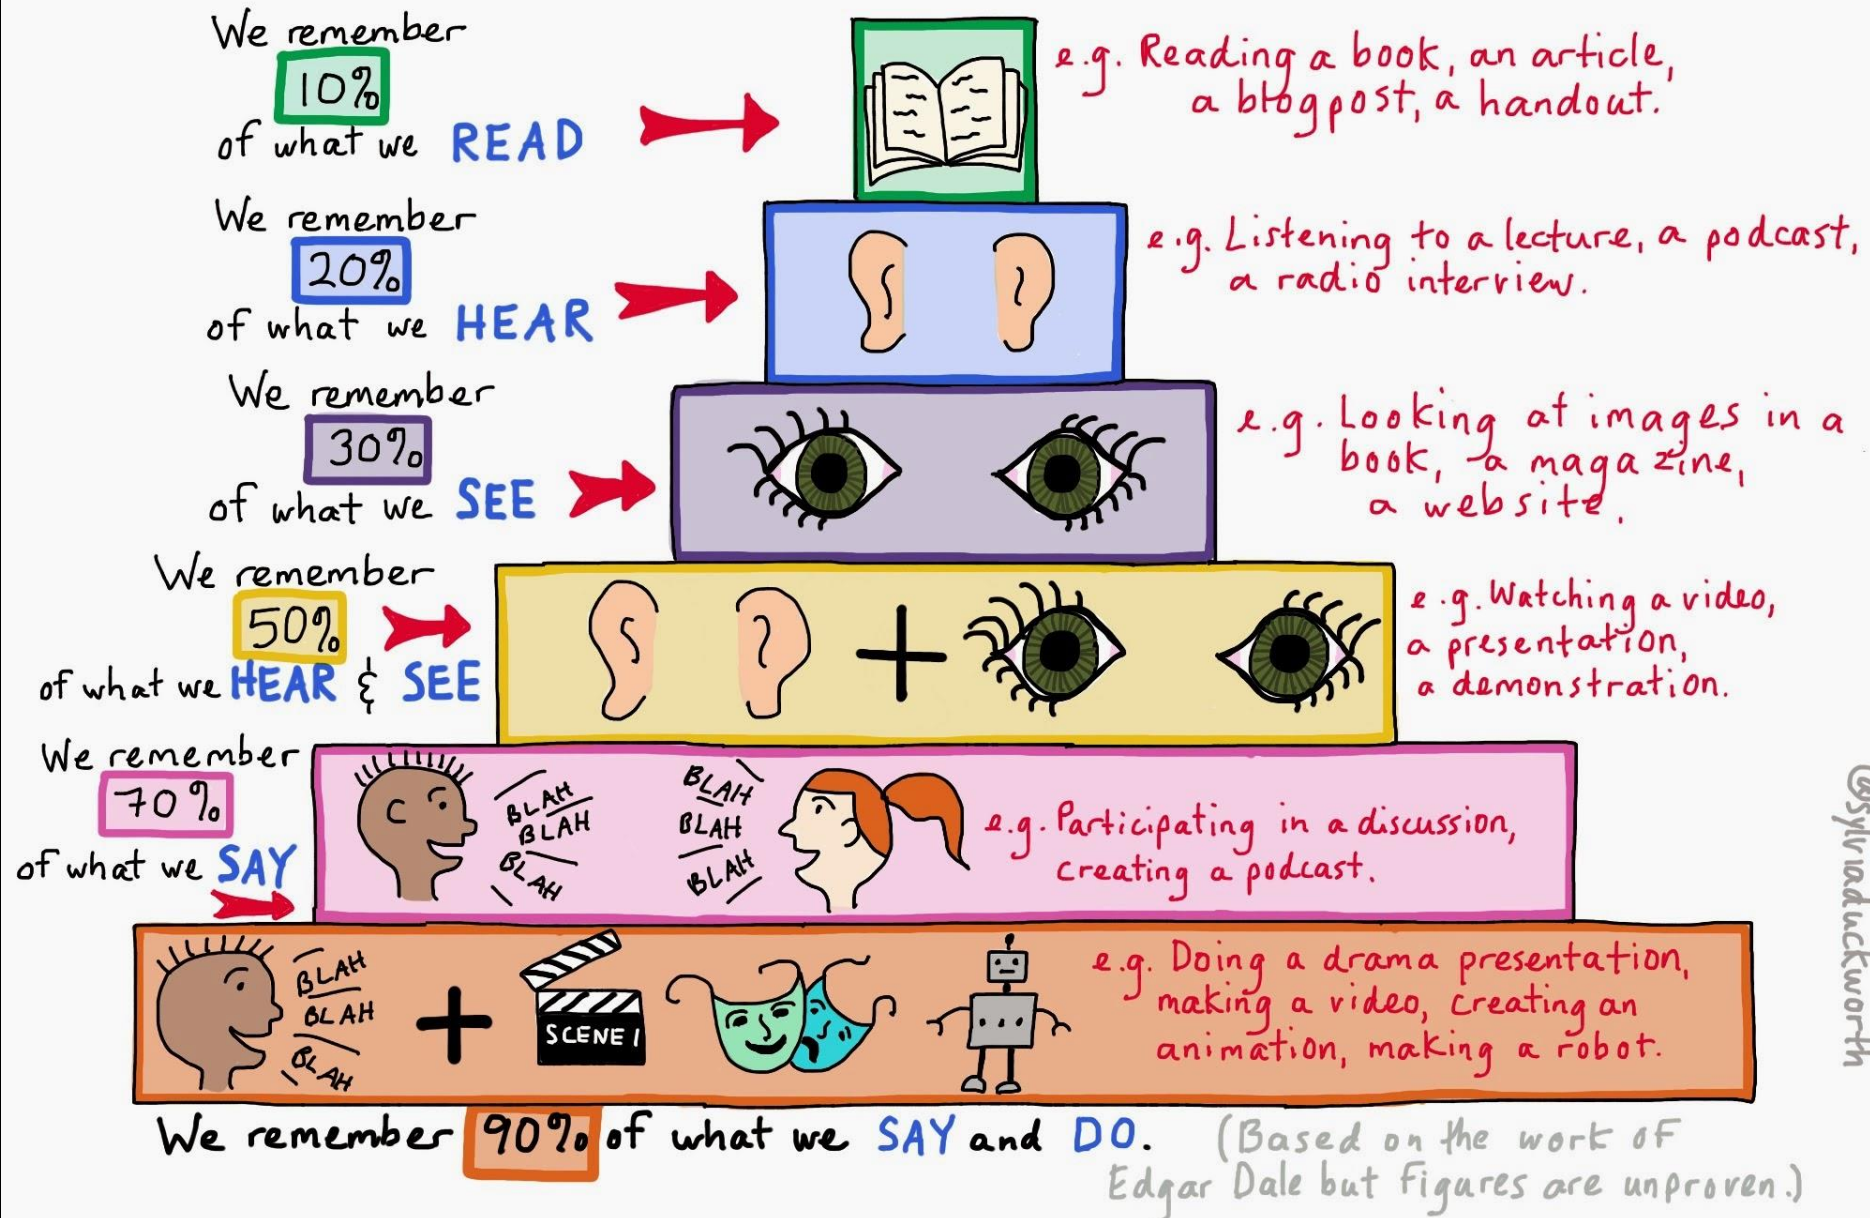 We remember
10%
of what we READ
e.g. Reading a book, an article,
a blogpost, a handout.
We remember
20%
of what we HEAR
e.g. Listening to a lecture, a podcast,
a radio interview.
We remember
30%
of what we SEE
e.g. Looking at images in a
book, a magazine,
a website.
We remember
50%
of what we HEAR & SEE
e.g. Watching a video,
a presentation,
a demonstration.
We remember
70%
of what we SAY
BLAH
BLAH
BLAH
BLAH
BLAH
BLAH
e.g. Participating in a discussion,
creating a podcast.
BLAH
BLAH
BLAH
SCENE 1
e.g. Doing a drama presentation,
making a video, creating an
animation, making a robot.
We remember 90% of what we SAY and DO.
(Based on the work of
Edgar Dale but figures are unproven.)
@sylviaduckworth